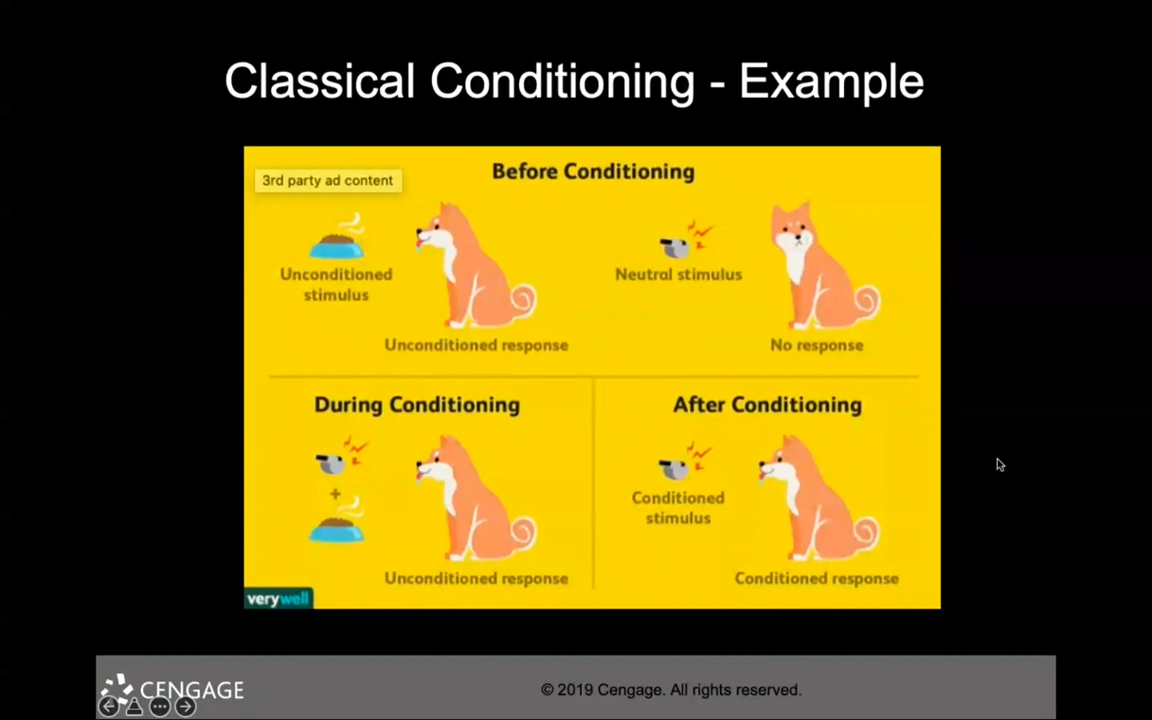 Classical Conditioning - Example
3rd party ad content
Before Conditioning
Unconditioned
stimulus
Unconditioned response
Neutral stimulus
No response
During Conditioning
+
Unconditioned response
After Conditioning
Conditioned
stimulus
Conditioned response
verywell
CENGAGE
© 2019 Cengage. All rights reserved.